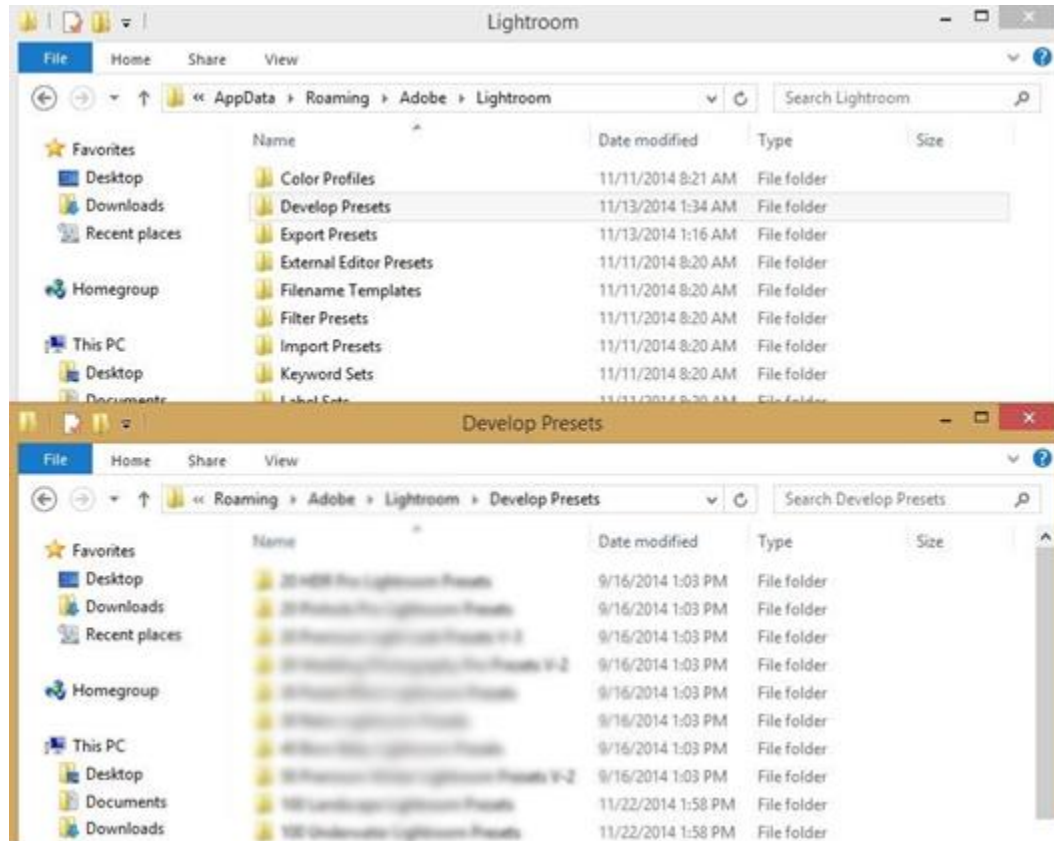 Lightroom
File Home Share View
« AppData ▸ Roaming ▸ Adobe ▸ Lightroom Search Lightroom
Name Date modified Type Size
Favorites
Desktop
Downloads
Recent places
Homegroup
This PC
Desktop
Documents
Color Profiles 11/11/2014 8:21 AM File folder
Develop Presets 11/13/2014 1:34 AM File folder
Export Presets 11/13/2014 1:16 AM File folder
External Editor Presets 11/11/2014 8:20 AM File folder
Filename Templates 11/11/2014 8:20 AM File folder
Filter Presets 11/11/2014 8:20 AM File folder
Import Presets 11/11/2014 8:20 AM File folder
Keyword Sets 11/11/2014 8:20 AM File folder
Label Sets 11/11/2014 8:20 AM File folder
Develop Presets
File Home Share View
« Roaming ▸ Adobe ▸ Lightroom ▸ Develop Presets Search Develop Presets
Name Date modified Type Size
Favorites
Desktop
Downloads
Recent places
Homegroup
This PC
Desktop
Documents
Downloads
9/16/2014 1:03 PM File folder
9/16/2014 1:03 PM File folder
9/16/2014 1:03 PM File folder
9/16/2014 1:03 PM File folder
9/16/2014 1:03 PM File folder
9/16/2014 1:03 PM File folder
9/16/2014 1:03 PM File folder
9/16/2014 1:03 PM File folder
11/22/2014 1:58 PM File folder
11/22/2014 1:58 PM File folder